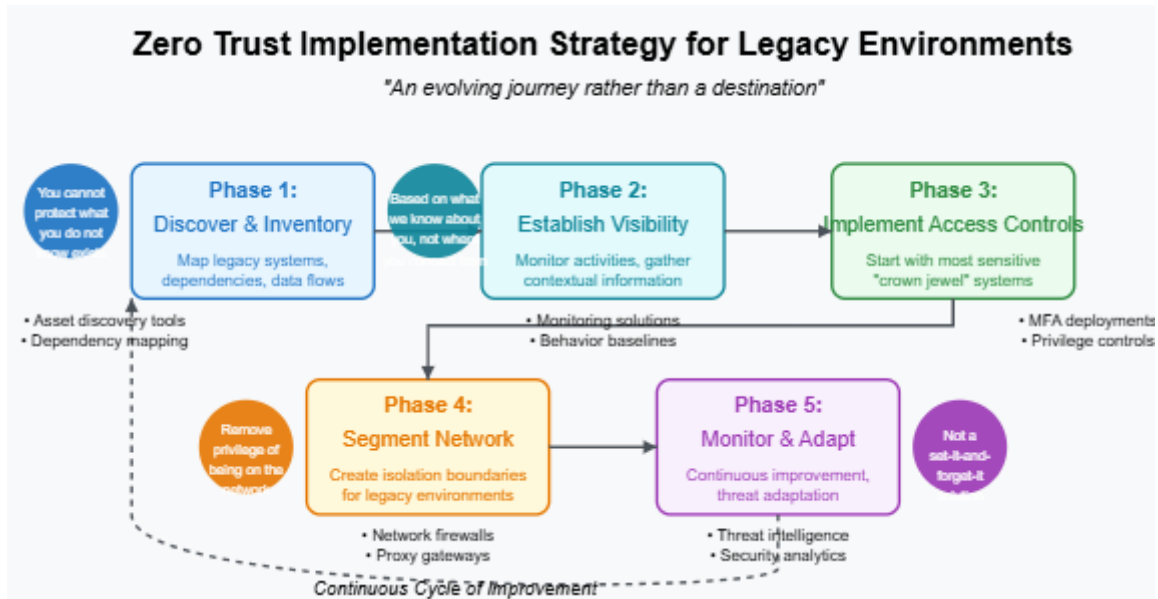 Zero Trust Implementation Strategy for Legacy Environments
"An evolving journey rather than a destination"
You cannot
protect what
you do not
Phase 1:
Discover & Inventory
Map legacy systems,
dependencies, data flows
• Asset discovery tools
• Dependency mapping
Based on what
we know about
you, not where
Phase 2:
Establish Visibility
Monitor activities, gather
contextual information
• Monitoring solutions
• Behavior baselines
Phase 3:
Implement Access Controls
Start with most sensitive
"crown jewel" systems
• MFA deployments
• Privilege controls
Remove
privilege of
being on the
network
Phase 4:
Segment Network
Create isolation boundaries
for legacy environments
• Network firewalls
• Proxy gateways
Phase 5:
Monitor & Adapt
Continuous improvement,
threat adaptation
• Threat intelligence
• Security analytics
Not a
set-it-and-
forget-it
Continuous Cycle of Improvement